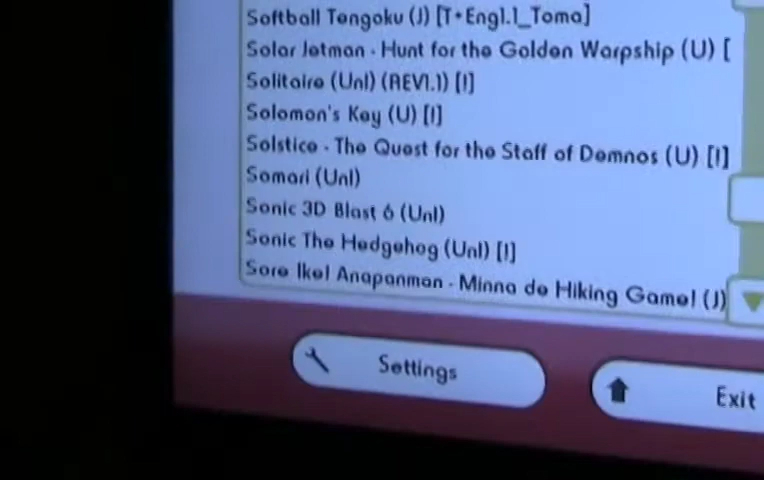 Softball Tengoku (J) [T+Eng1.1_Toma]
Solar Jetman - Hunt for the Golden Warpship (U) [
Solitaire (Unl) (REV1.1) [!]
Solomon's Key (U) [!]
Solstice - The Quest for the Staff of Demnos (U) [!]
Somari (Unl)
Sonic 3D Blast 6 (Unl)
Sonic The Hedgehog (Unl) [!]
Sore Ike! Anapanman - Minna de Hiking Game! (J)
Settings
Exit